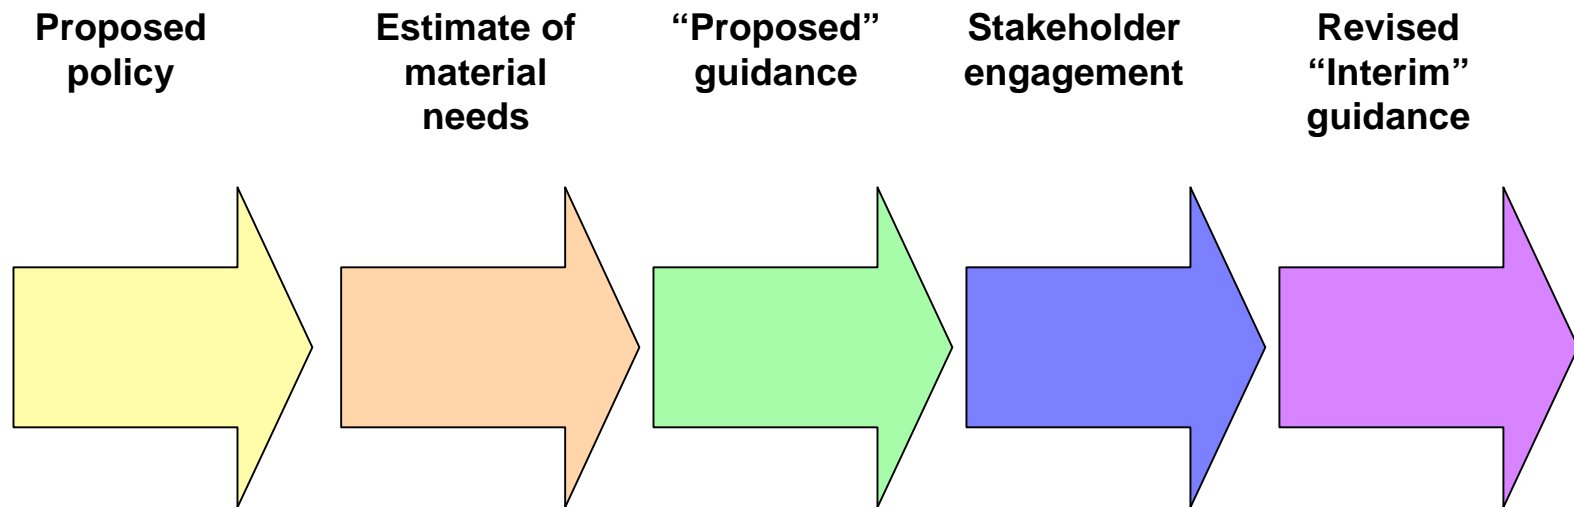 Proposed
policy
Estimate of
material
needs
“Proposed”
guidance
Stakeholder
engagement
Revised
“Interim”
guidance